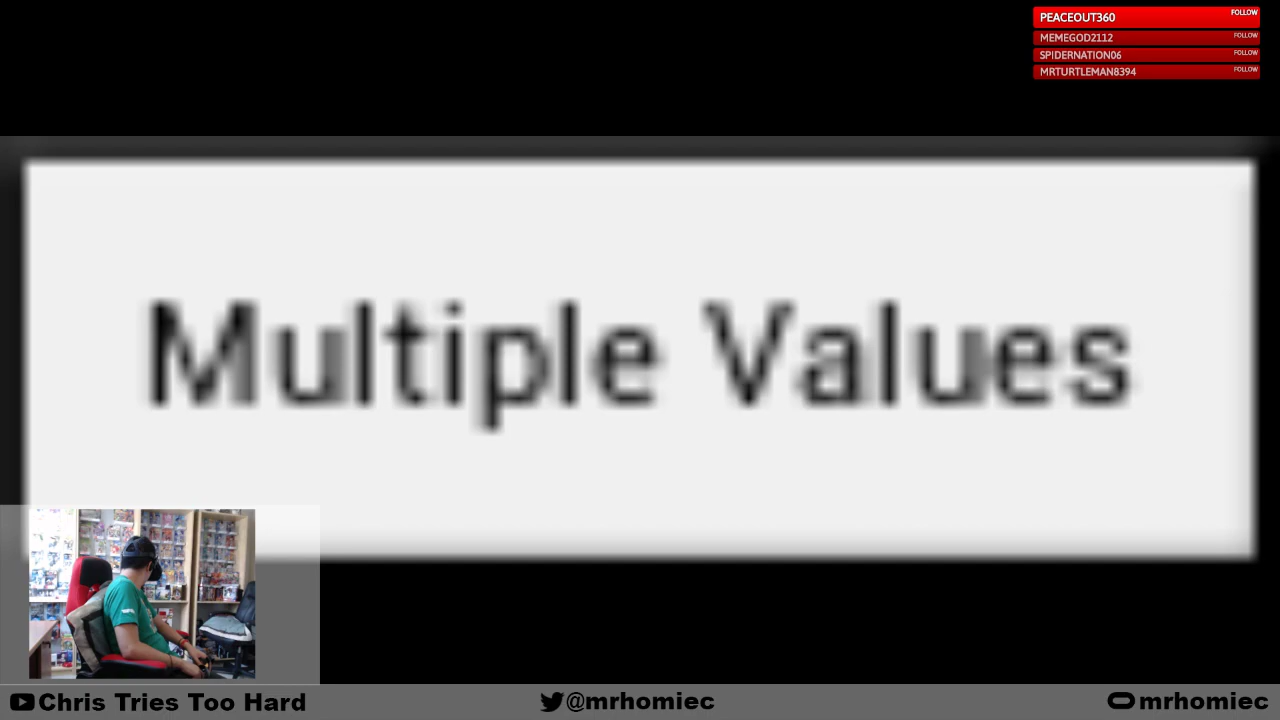 PEACEOUT360 FOLLOW
MEMEGOD2112 FOLLOW
SPIDERNATION06 FOLLOW
MRTURTLEMAN8394 FOLLOW
Multiple Values
Chris Tries Too Hard @mrhomiec mrhomiec